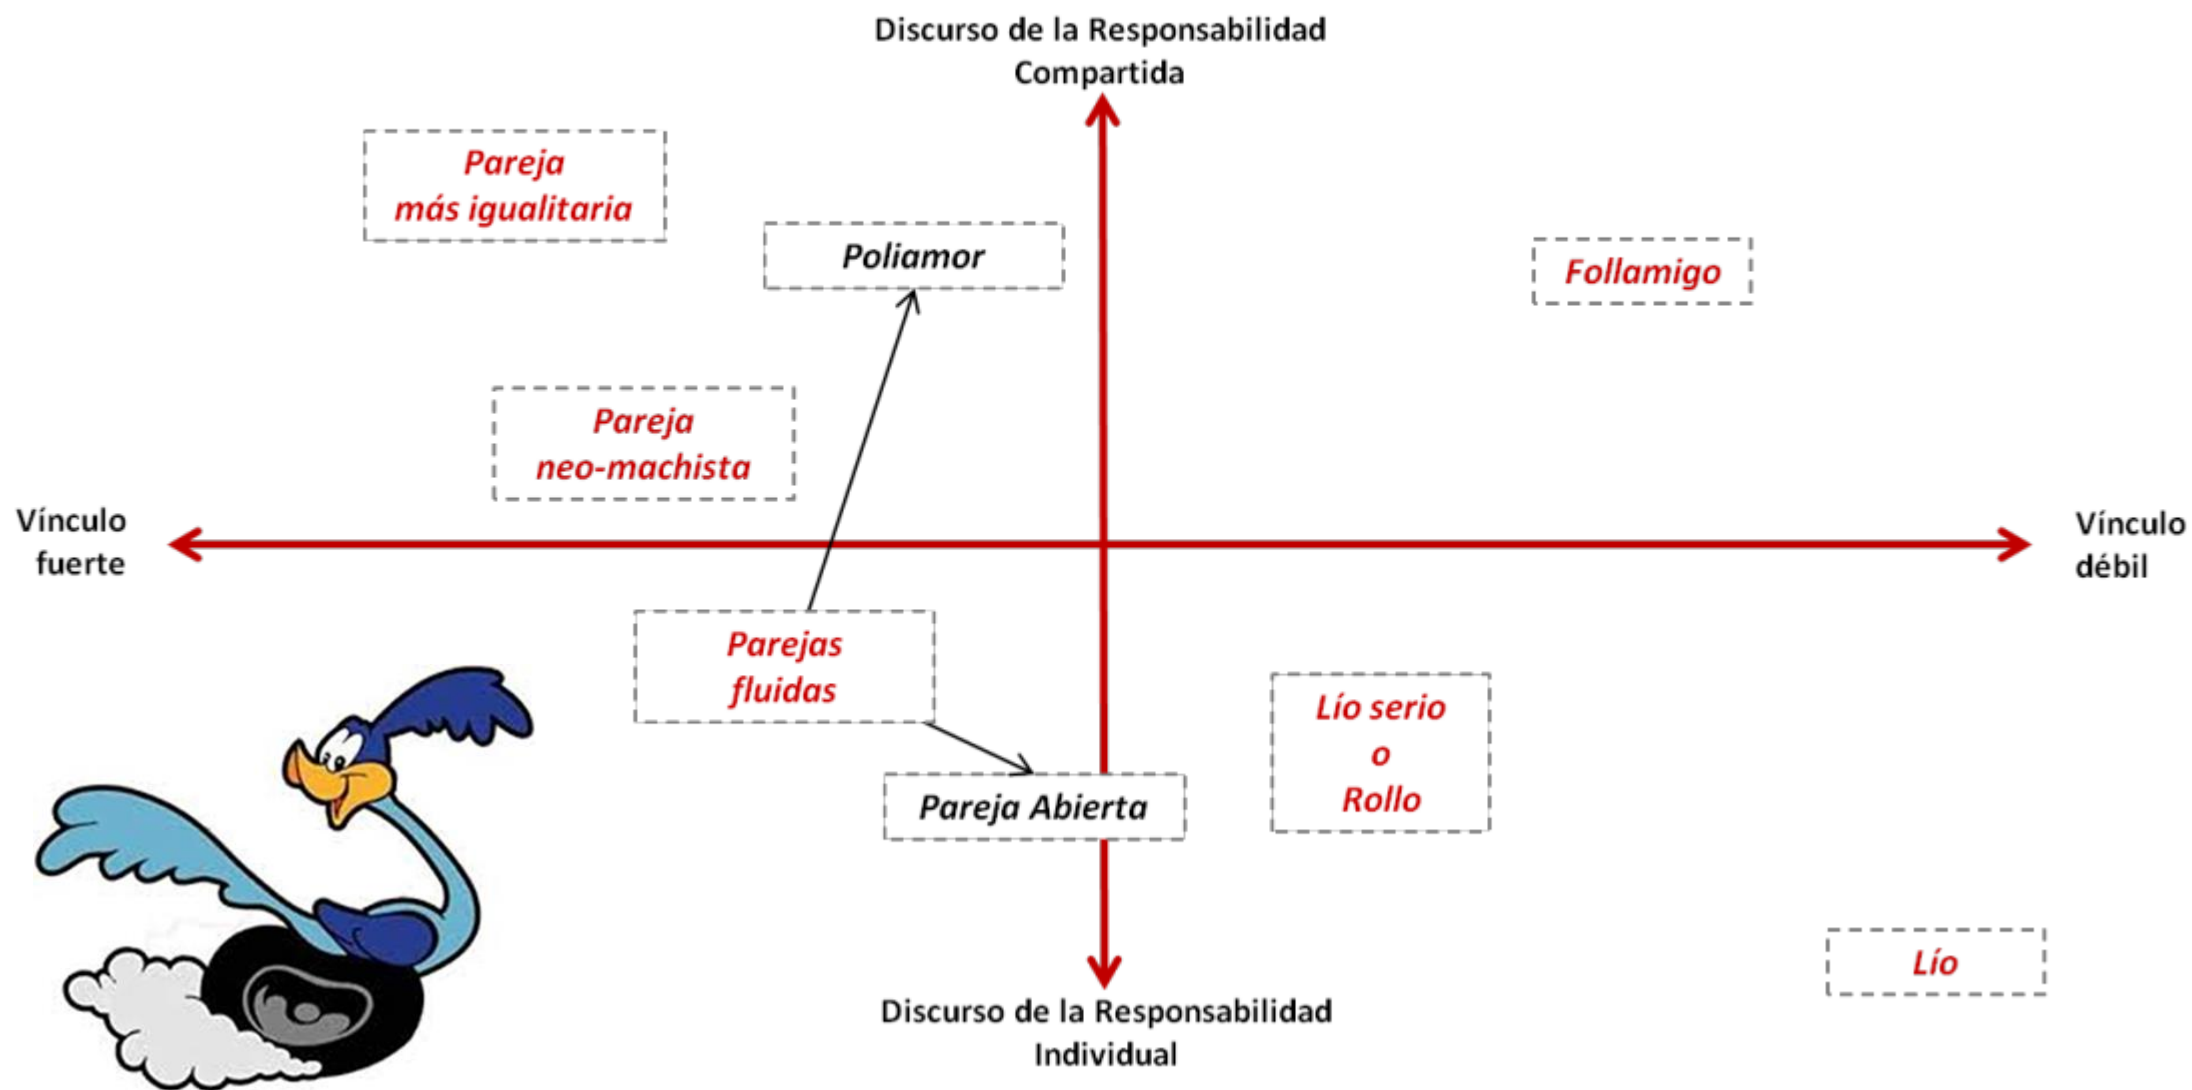 Discurso de la Responsabilidad
Compartida
Pareja
más igualitaria
Poliamor
Follamigo
Pareja
neo-machista
Vínculo
fuerte
Vínculo
débil
Parejas
fluidas
Lío serio
o
Rollo
Pareja Abierta
Lío
Discurso de la Responsabilidad
Individual